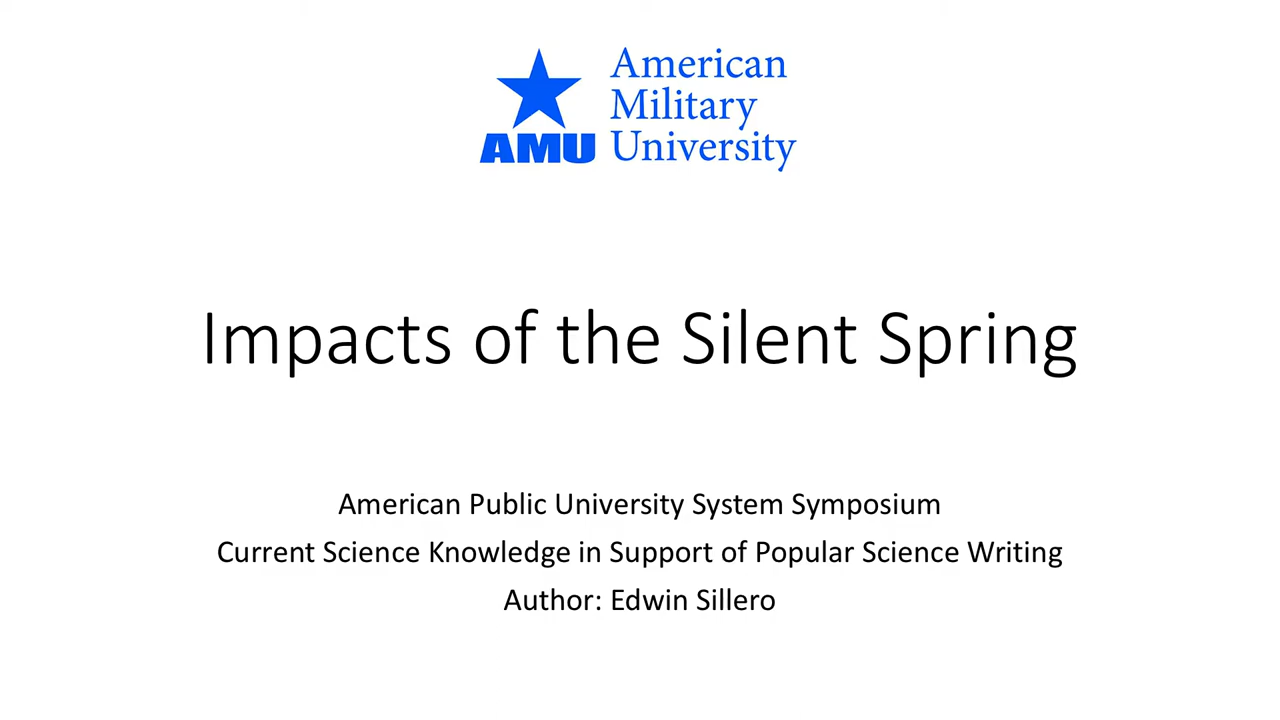 American
Military
University
AMU
Impacts of the Silent Spring
American Public University System Symposium
Current Science Knowledge in Support of Popular Science Writing
Author: Edwin Sillero